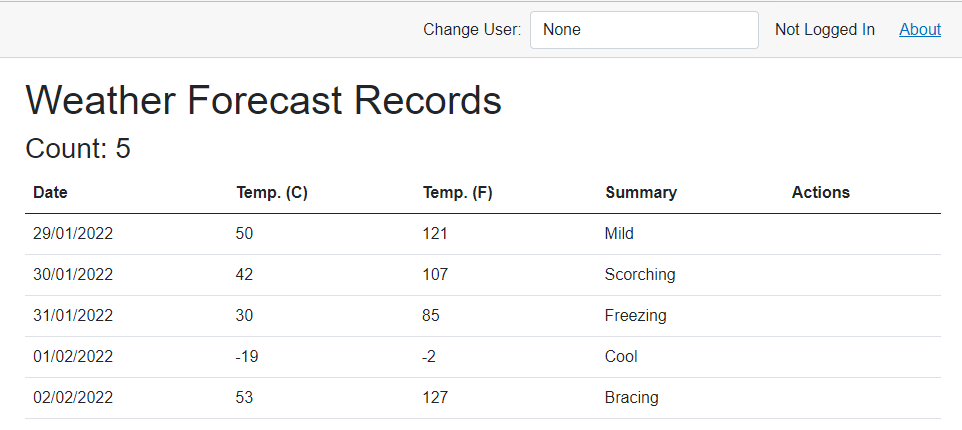 Change User: None Not Logged In About
Weather Forecast Records
Count: 5
Date Temp. (C) Temp. (F) Summary Actions
29/01/2022 50 121 Mild
30/01/2022 42 107 Scorching
31/01/2022 30 85 Freezing
01/02/2022 -19 -2 Cool
02/02/2022 53 127 Bracing